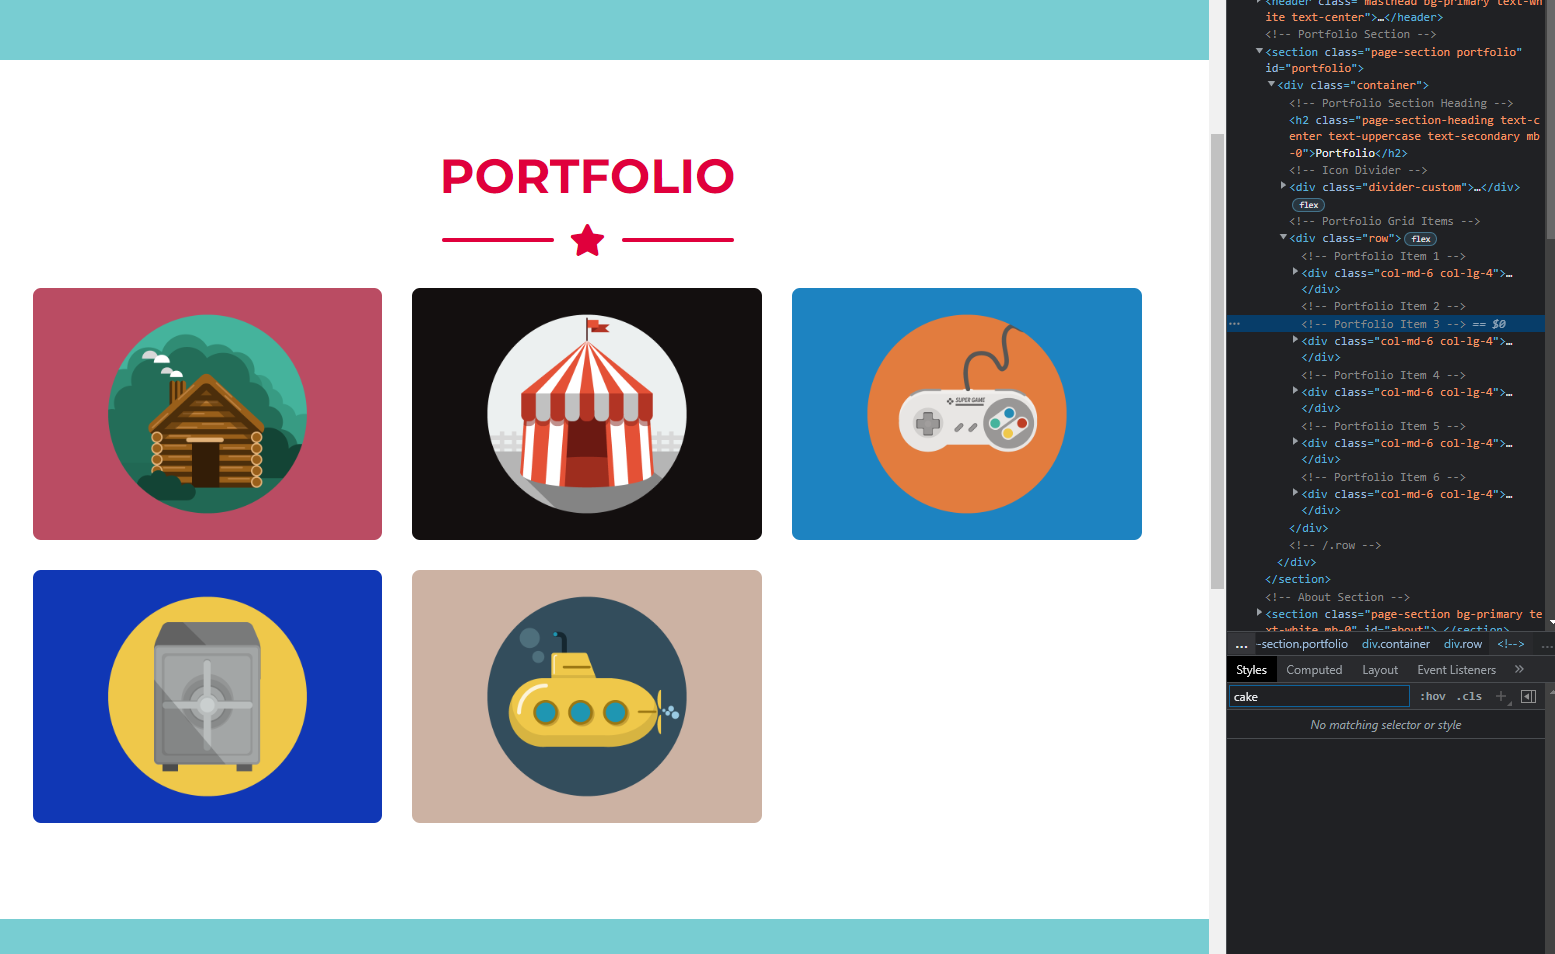 PORTFOLIO
SUPER GAME
<header class="masthead bg-primary text-wh
ite text-center">…</header>
<!-- Portfolio Section -->
<section class="page-section portfolio"
id="portfolio">
<div class="container">
<!-- Portfolio Section Heading -->
<h2 class="page-section-heading text-c
enter text-uppercase text-secondary mb
-0">Portfolio</h2>
<!-- Icon Divider -->
<div class="divider-custom">…</div>
flex
<!-- Portfolio Grid Items -->
<div class="row"> flex
<!-- Portfolio Item 1 -->
<div class="col-md-6 col-lg-4">…
</div>
<!-- Portfolio Item 2 -->
<!-- Portfolio Item 3 --> == $0
<div class="col-md-6 col-lg-4">…
</div>
<!-- Portfolio Item 4 -->
<div class="col-md-6 col-lg-4">…
</div>
<!-- Portfolio Item 5 -->
<div class="col-md-6 col-lg-4">…
</div>
<!-- Portfolio Item 6 -->
<div class="col-md-6 col-lg-4">…
</div>
</div>
<!-- /.row -->
</div>
</section>
<!-- About Section -->
<section class="page-section bg-primary te
xt-white mb-0" id="about">…</section>
... section.portfolio div.container div.row <!--> ...
Styles Computed Layout Event Listeners »
cake :hov .cls +
No matching selector or style